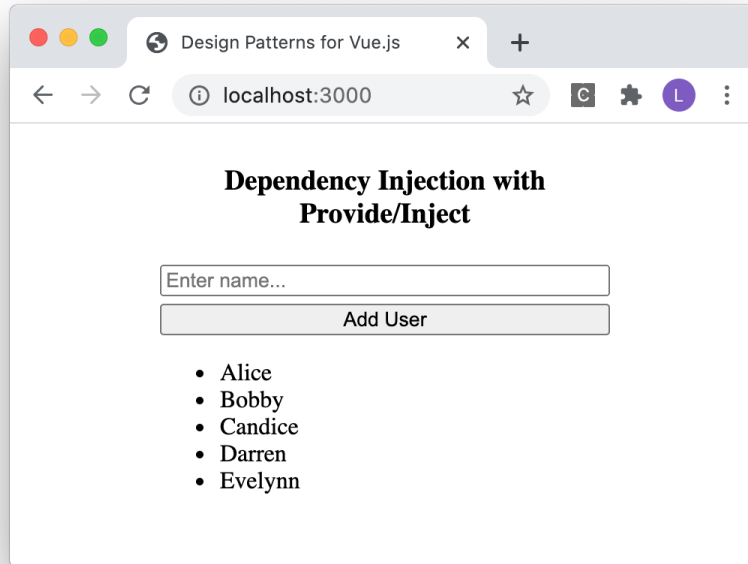 Design Patterns for Vue.js
localhost:3000
C
L
Dependency Injection with
Provide/Inject
Enter name...
Add User
Alice
Bobby
Candice
Darren
Evelynn